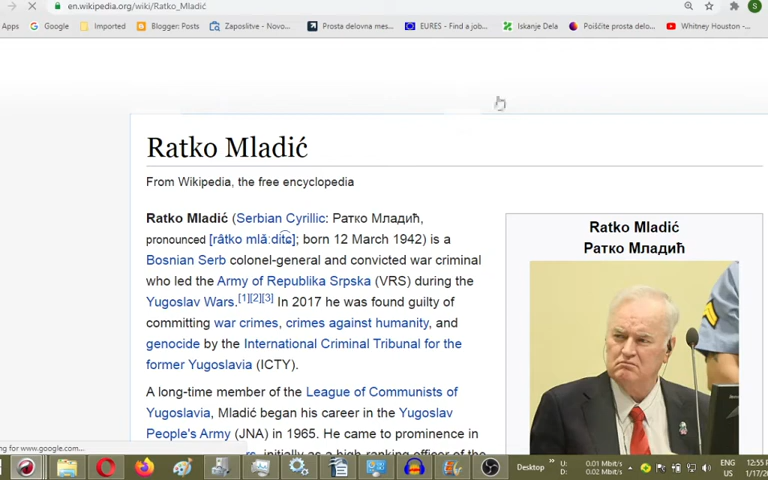 en.wikipedia.org/wiki/Ratko_Mladić
Apps Google Imported Blogger: Posts Zaposlitve - Novo... Prosta delovna mes... EURES - Find a job... Iskanje Dela Poiščite prosta delo... Whitney Houston -...
Ratko Mladić
From Wikipedia, the free encyclopedia
Ratko Mladić (Serbian Cyrillic: Ратко Младић,
pronounced [râtko mlǎːditɕ]; born 12 March 1942) is a
Bosnian Serb colonel-general and convicted war criminal
who led the Army of Republika Srpska (VRS) during the
Yugoslav Wars.[1][2][3] In 2017 he was found guilty of
committing war crimes, crimes against humanity, and
genocide by the International Criminal Tribunal for the
former Yugoslavia (ICTY).
A long-time member of the League of Communists of
Yugoslavia, Mladić began his career in the Yugoslav
People's Army (JNA) in 1965. He came to prominence in
initially as a high-ranking officer of the
Ratko Mladić
Ратко Младић
ng for www.google.com...
Desktop
U: 0.01 Mbit/s
D: 0.02 Mbit/s
ENG
US
12:55
1/17/20